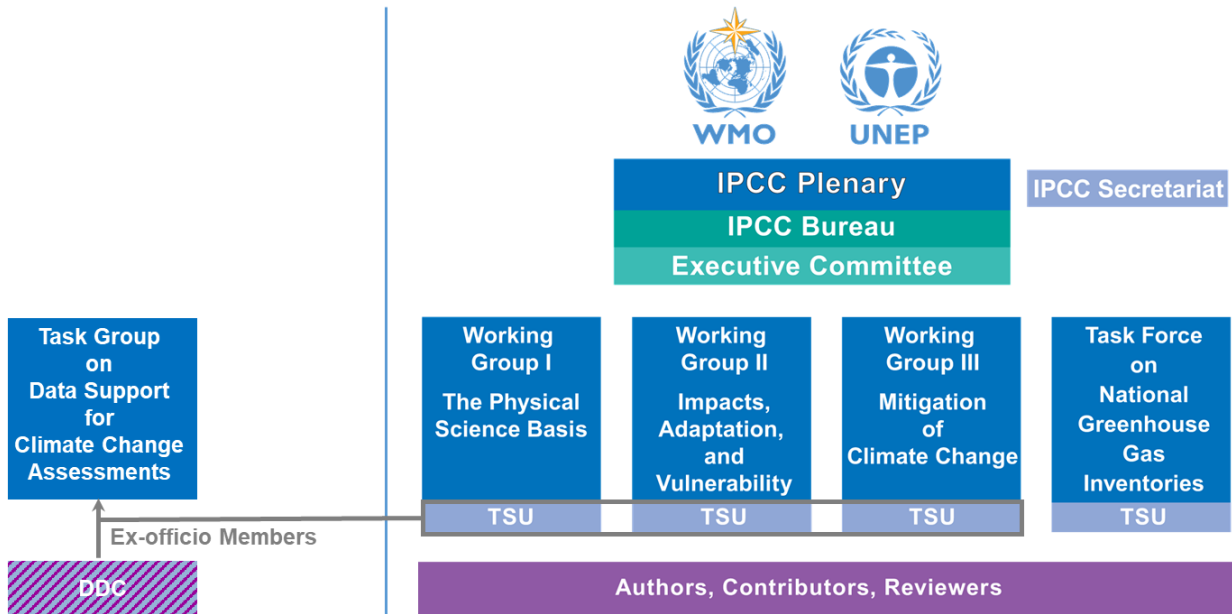 WMO
UNEP
IPCC Plenary
IPCC Bureau
Executive Committee
IPCC Secretariat
Task Group
on
Data Support
for
Climate Change
Assessments
Working
Group I
The Physical
Science Basis
TSU
Working
Group II
Impacts,
Adaptation,
and
Vulnerability
TSU
Working
Group III
Mitigation
of
Climate Change
TSU
Task Force
on
National
Greenhouse
Gas
Inventories
TSU
Ex-officio Members
DDC
Authors, Contributors, Reviewers